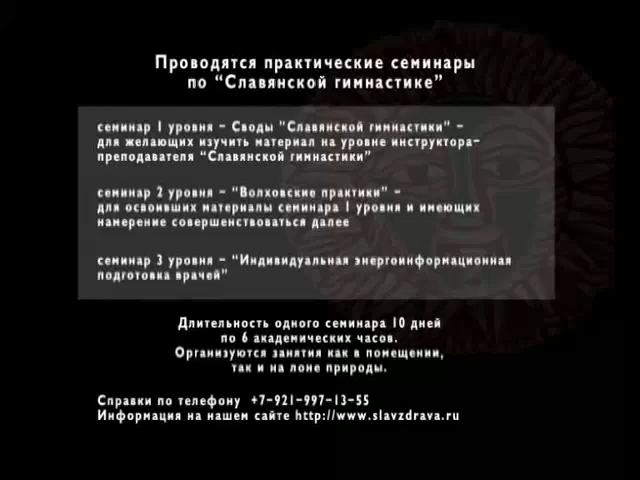 Проводятся практические семинары
по “Славянской гимнастике”
семинар 1 уровня – Своды "Славянской гимнастики" –
для желающих изучить материал на уровне инструктора–
преподавателя “Славянской гимнастики”
семинар 2 уровня – “Волховские практики” –
для освоивших материалы семинара 1 уровня и имеющих
намерение совершенствоваться далее
семинар 3 уровня – “Индивидуальная энергоинформационная
подготовка врачей”
Длительность одного семинара 10 дней
по 6 академических часов.
Организуются занятия как в помещении,
так и на лоне природы.
Справки по телефону +7–921–997–13–55
Информация на нашем сайте http://www.slavzdrava.ru